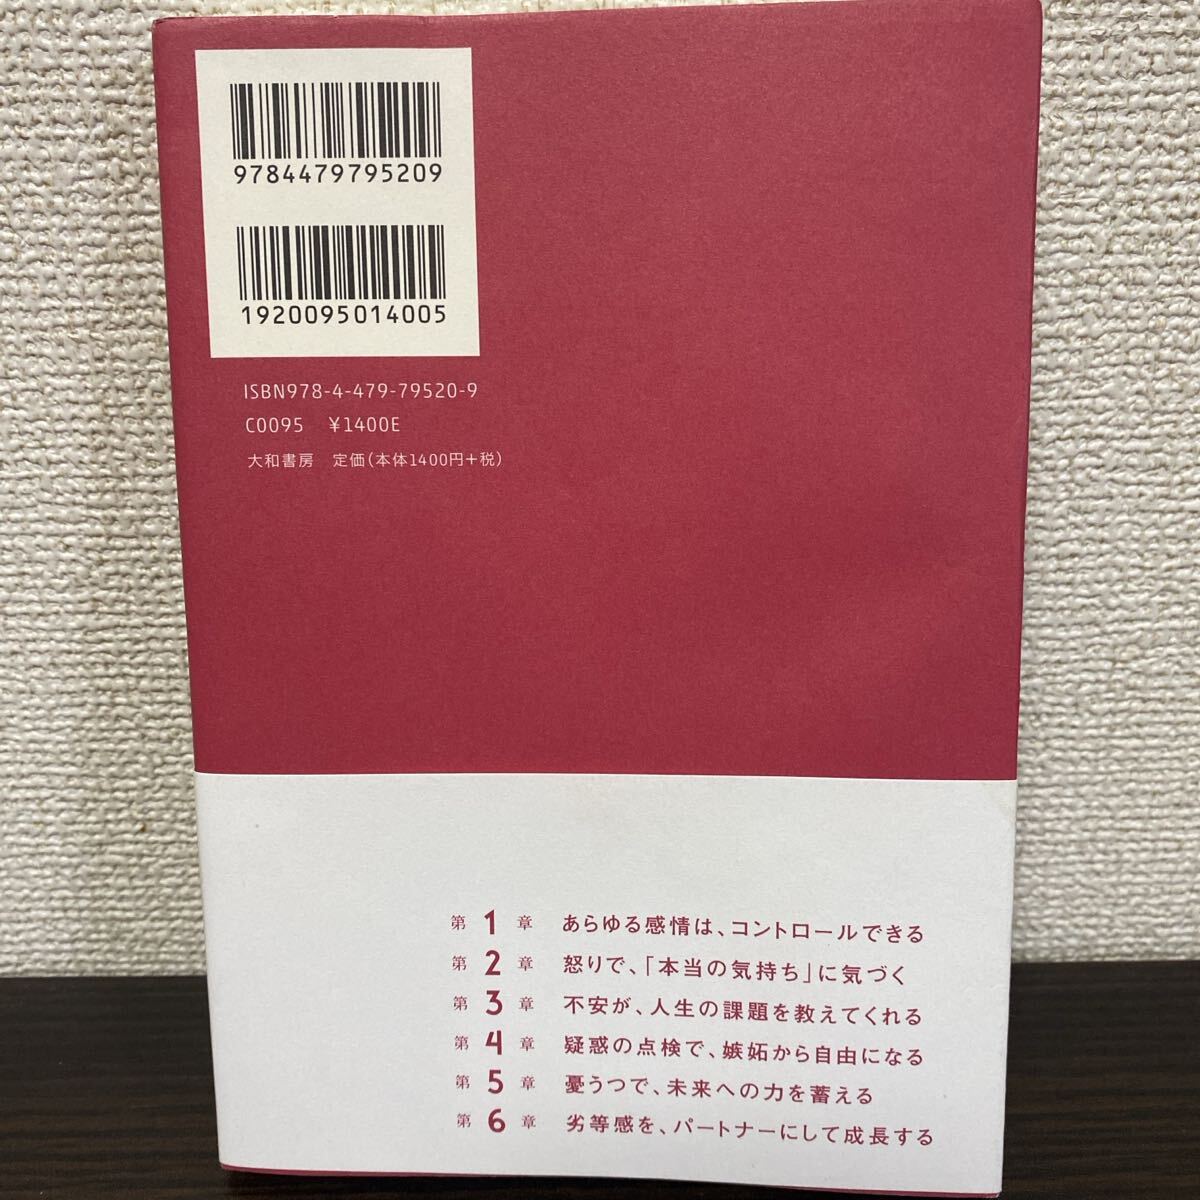 9784479795209
1920095014005
ISBN978-4-479-79520-9
C0095 ¥1400E
大和書房 定価(本体1400円+税)
第1章 あらゆる感情は、コントロールできる
第2章 怒りで、「本当の気持ち」に気づく
第3章 不安が、人生の課題を教えてくれる
第4章 疑惑の点検で、嫉妬から自由になる
第5章 憂うつで、未来への力を蓄える
第6章 劣等感を、パートナーにして成長する